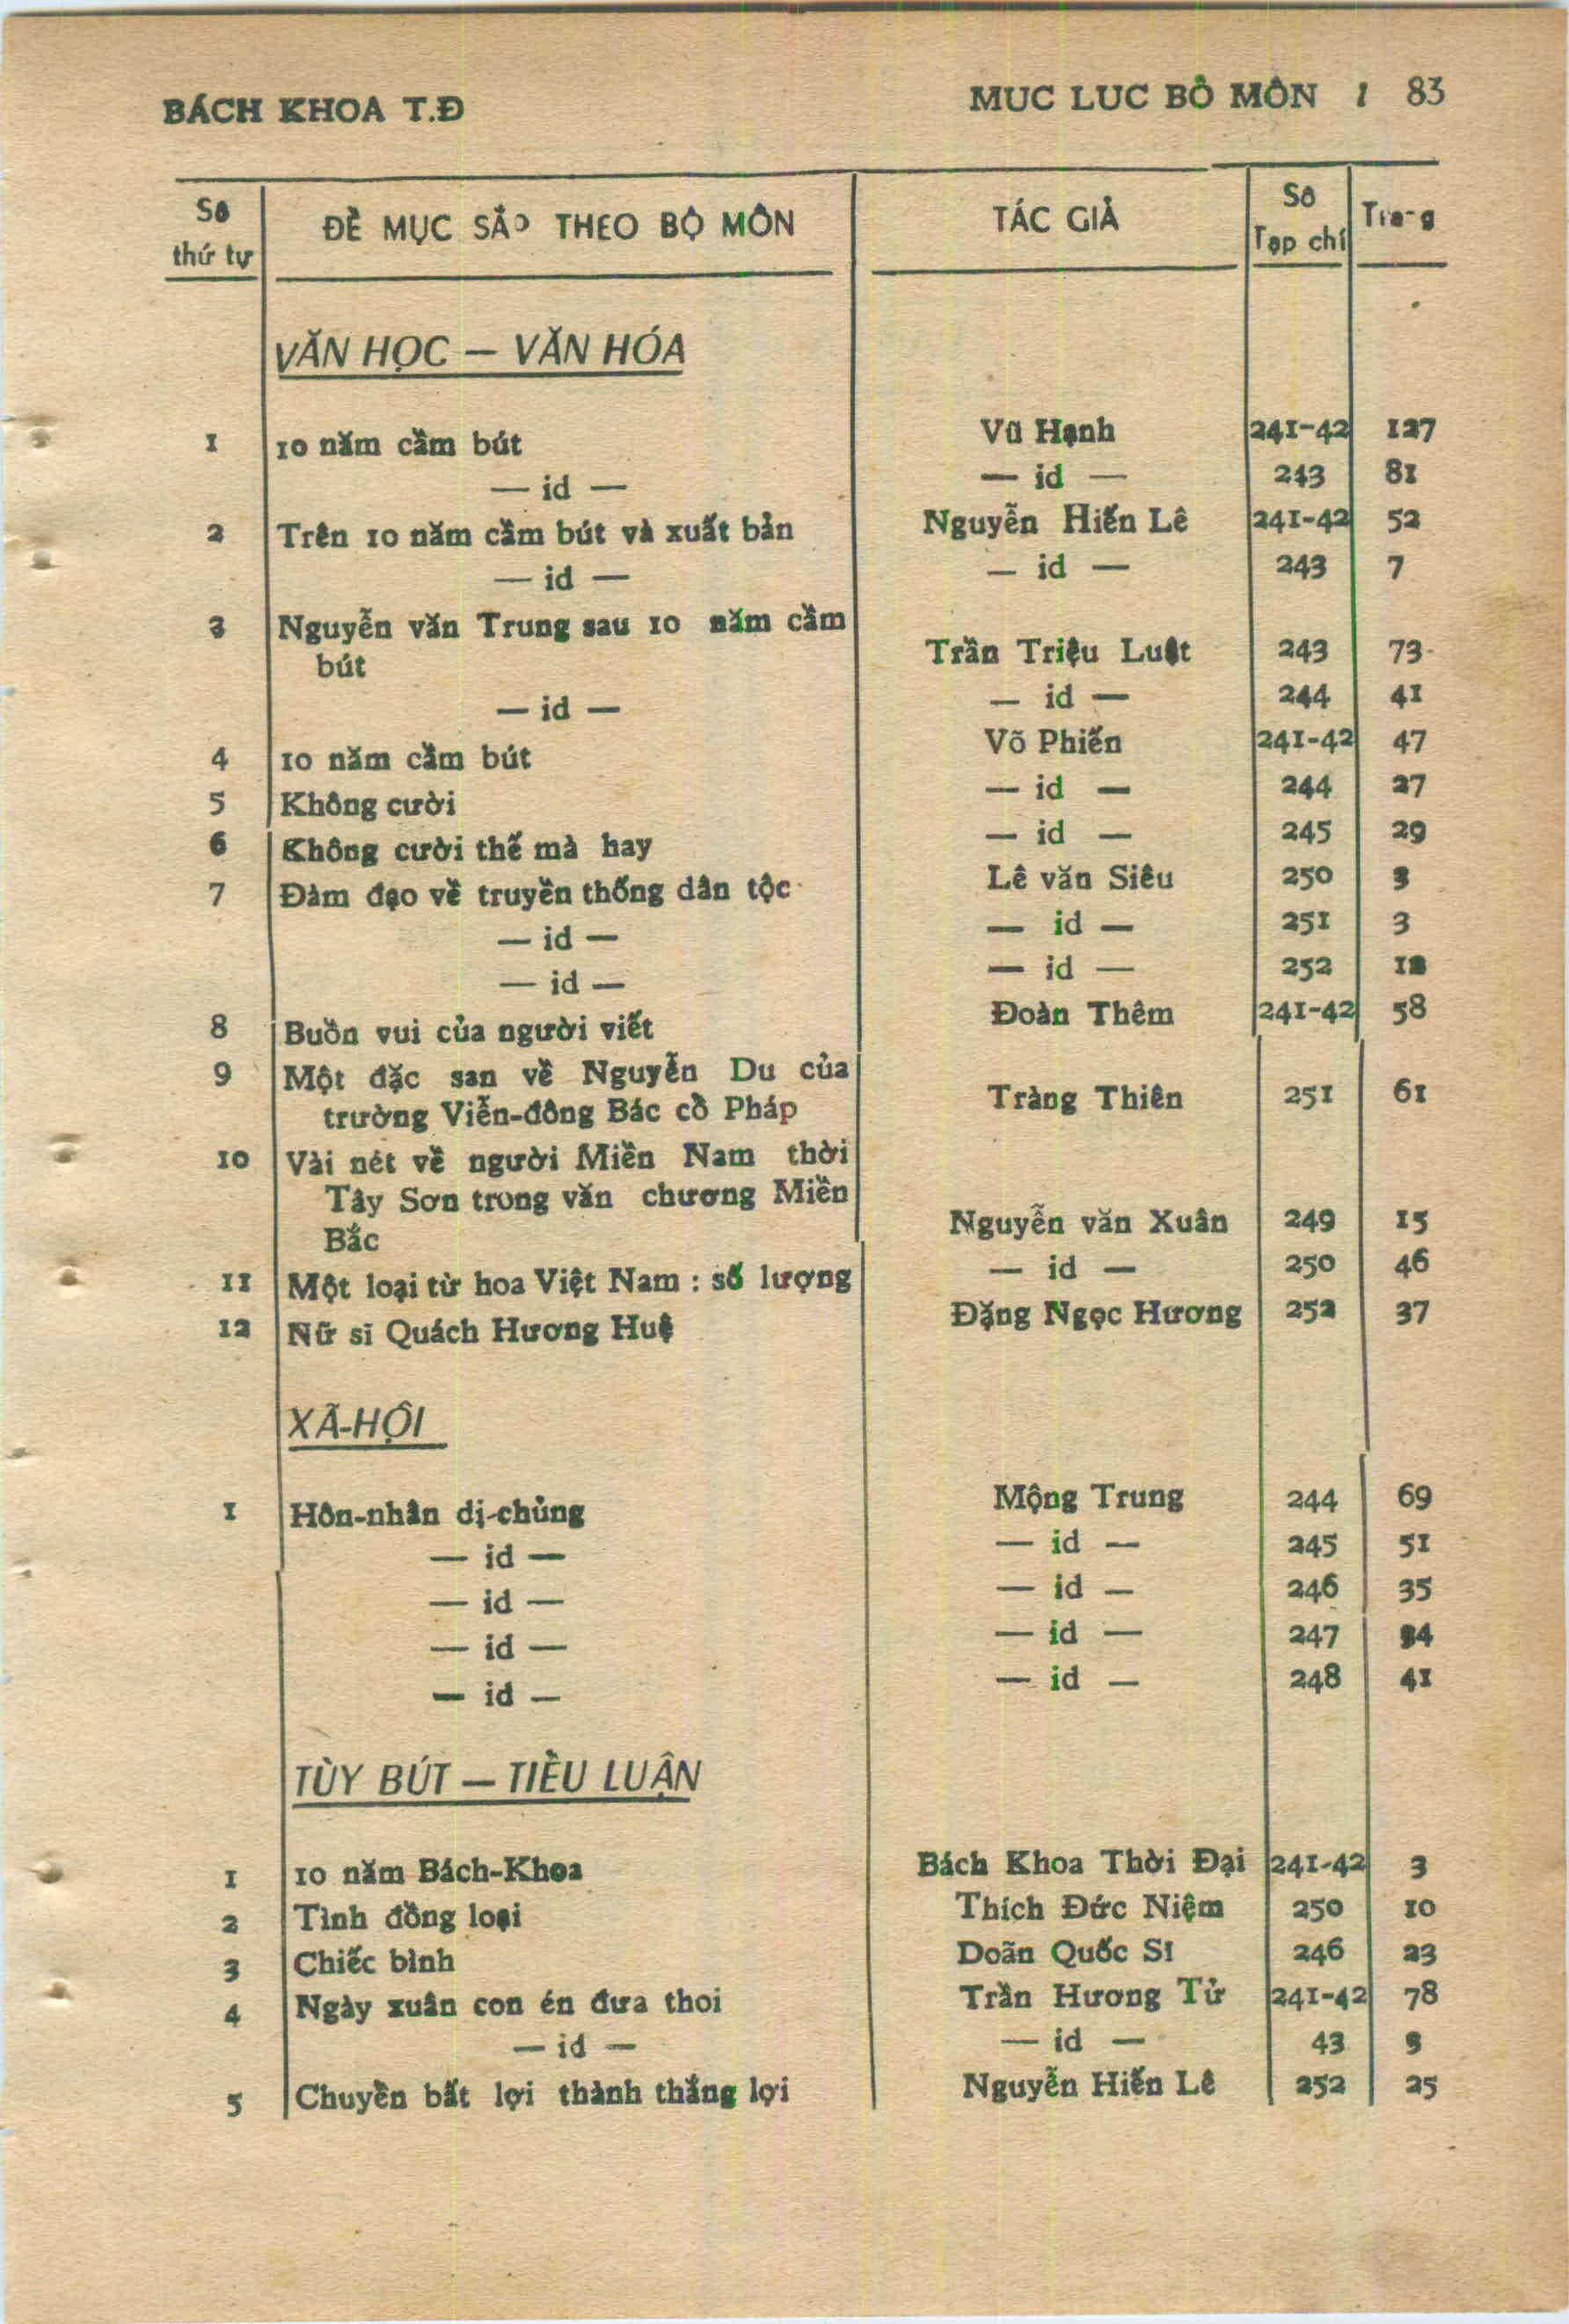 BÁCH KHOA T.Đ
MUC LUC BÔ MÔN 1 83
Số thứ tự ĐỀ MỤC SẮP THEO BỘ MÔN TÁC GIẢ Số Tạp chí Trang
VĂN HỌC — VĂN HÓA
1 10 năm cầm bút Vũ Hạnh 241-42 127
— id — — id — 243 81
2 Trên 10 năm cầm bút và xuất bản Nguyễn Hiến Lê 241-42 52
— id — — id — 243 7
3 Nguyễn văn Trung sau 10 năm cầm
bút Trần Triệu Luật 243 73
— id — — id — 244 41
4 10 năm cầm bút Võ Phiến 241-42 47
5 Không cười — id — 244 27
6 Không cười thế mà hay — id — 245 29
7 Đàm đạo về truyền thống dân tộc Lê văn Siêu 250 3
— id — — id — 251 3
— id — — id — 252
8 Buồn vui của người viết Đoàn Thêm 241-42 58
9 Một đặc san về Nguyễn Du của
trường Viễn-đông Bác cổ Pháp Tràng Thiên 251 61
10 Vài nét về người Miền Nam thời
Tây Sơn trong văn chương Miền
Bắc Nguyễn văn Xuân 249 15
11 Một loại từ hoa Việt Nam : số lượng — id — 250 46
12 Nữ sĩ Quách Hương Huệ Đặng Ngọc Hương 252 37
XÃ-HỘI
1 Hôn-nhân dị-chủng Mộng Trung 244 69
— id — — id — 245 51
— id — — id — 246 35
— id — — id — 247
— id — — id — 248 41
TÙY BÚT — TIỂU LUẬN
1 10 năm Bách-Khoa Bách Khoa Thời Đại 241-42 3
2 Tình đồng loại Thích Đức Niệm 250 10
3 Chiếc bình Doãn Quốc Sĩ 246 23
4 Ngày xuân con én đưa thoi Trần Hương Tử 241-42 78
— id — — id — 43
5 Chuyển bất lợi thành thắng lợi Nguyễn Hiến Lê 252 25